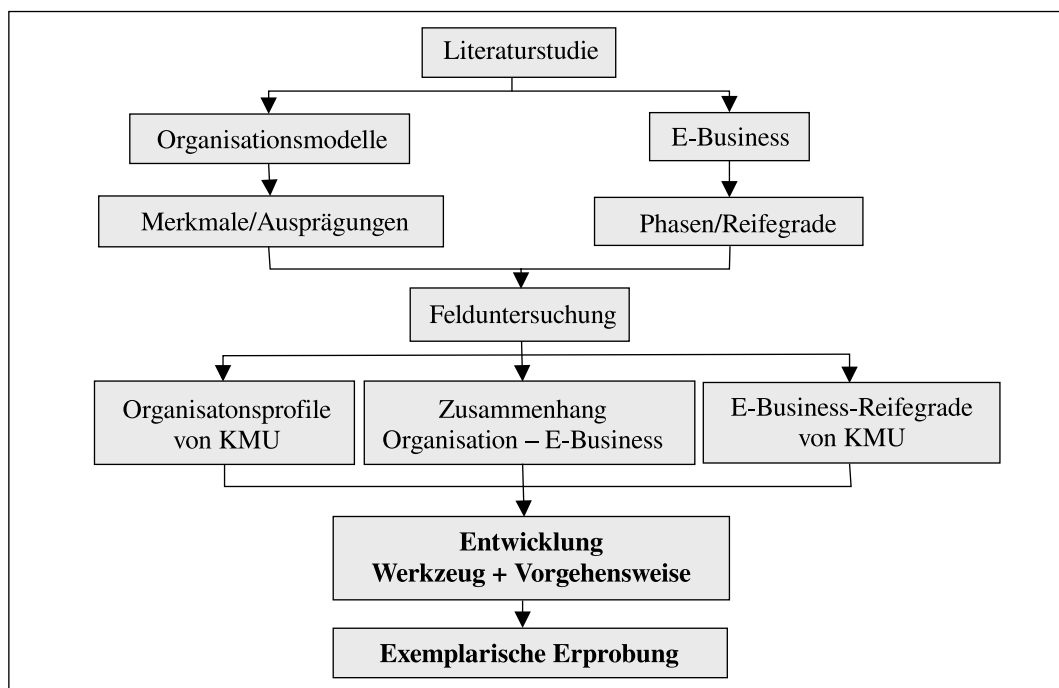 Literaturstudie
Organisationsmodelle
E-Business
Merkmale/Ausprägungen
Phasen/Reifegrade
Felduntersuchung
Organisatonsprofile
von KMU
Zusammenhang
Organisation – E-Business
E-Business-Reifegrade
von KMU
Entwicklung
Werkzeug + Vorgehensweise
Exemplarische Erprobung